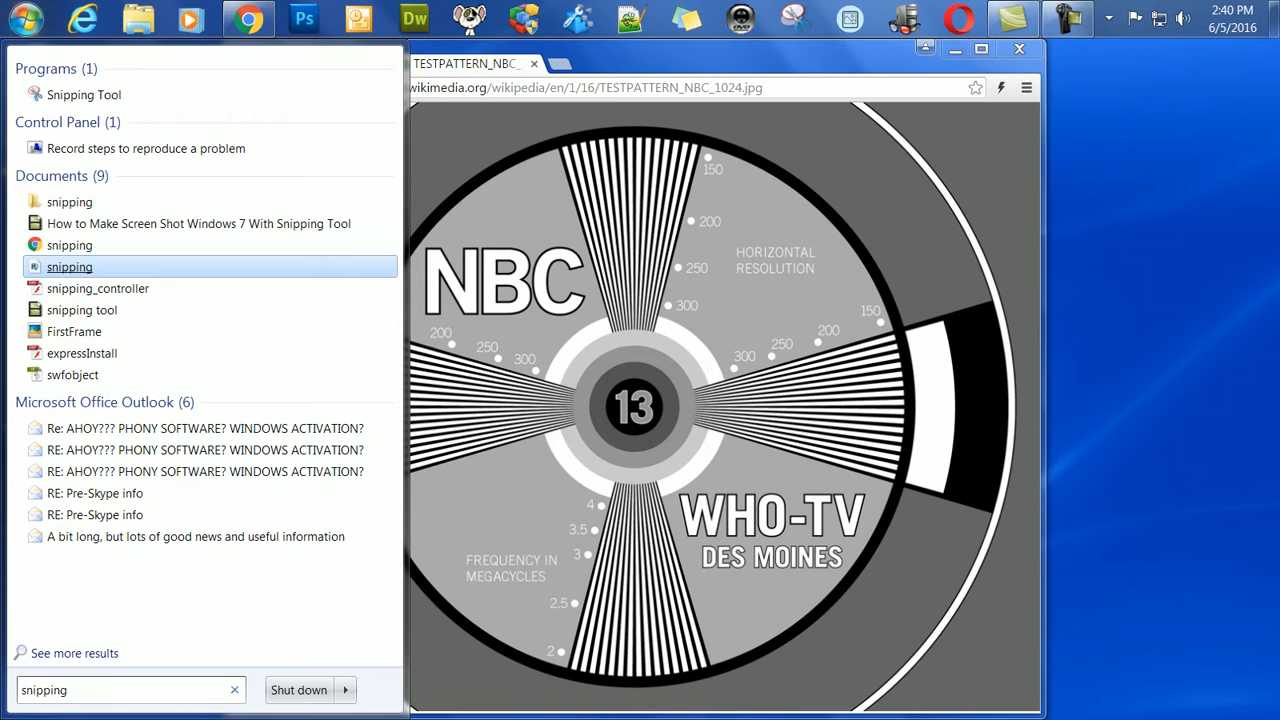 Ps
Dw
2:40 PM
6/5/2016
Programs (1)
Snipping Tool
Control Panel (1)
Record steps to reproduce a problem
Documents (9)
snipping
How to Make Screen Shot Windows 7 With Snipping Tool
snipping
snipping
snipping_controller
snipping tool
FirstFrame
expressInstall
swfobject
Microsoft Office Outlook (6)
Re: AHOY??? PHONY SOFTWARE? WINDOWS ACTIVATION?
RE: AHOY??? PHONY SOFTWARE? WINDOWS ACTIVATION?
RE: AHOY??? PHONY SOFTWARE? WINDOWS ACTIVATION?
RE: Pre-Skype info
RE: Pre-Skype info
A bit long, but lots of good news and useful information
See more results
snipping
Shut down
TESTPATTERN_NBC_
wikimedia.org/wikipedia/en/1/16/TESTPATTERN_NBC_1024.jpg
150
200
250
300
HORIZONTAL
RESOLUTION
NBC
200
250
300
150
200
250
300
13
WHO-TV
DES MOINES
4
3.5
3
2.5
2
FREQUENCY IN
MEGACYCLES